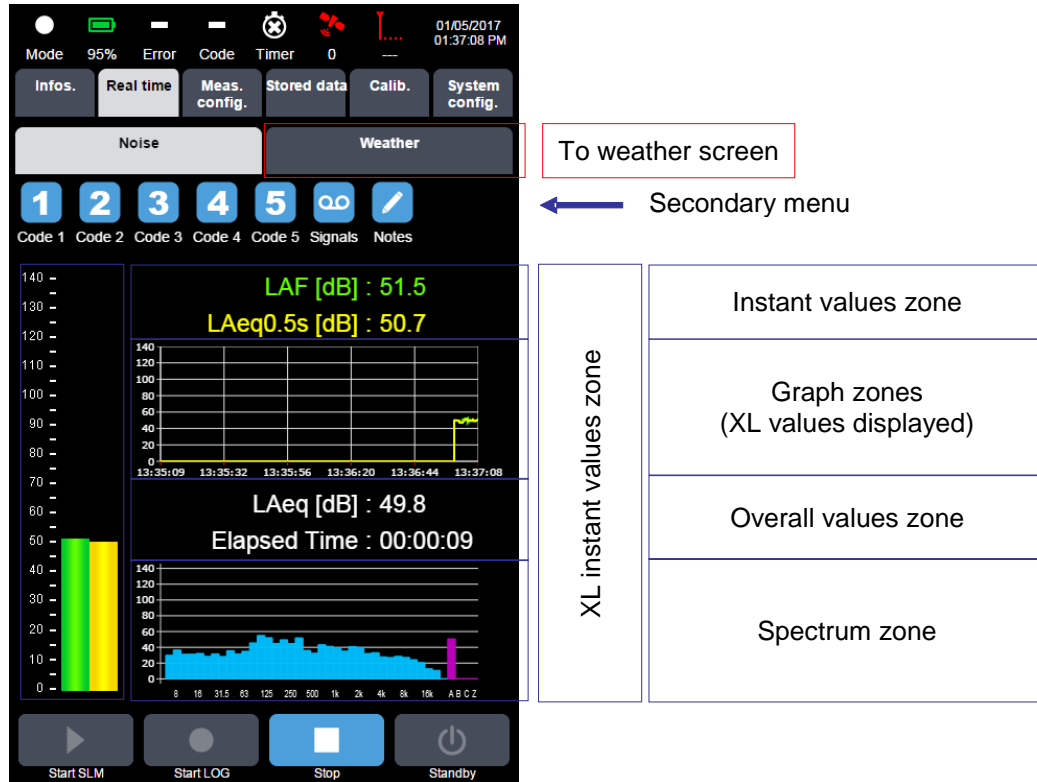 01/05/2017
01:37:08 PM
Mode 95% Error Code Timer 0 ---
Infos. Real time Meas. config. Stored data Calib. System config.
Noise Weather
To weather screen
1 2 3 4 5
Code 1 Code 2 Code 3 Code 4 Code 5 Signals Notes
Secondary menu
140
130
120
110
100
90
80
70
60
50
40
30
20
10
0
LAF [dB] : 51.5
LAeq0.5s [dB] : 50.7
140
120
100
80
60
40
20
0
13:35:09 13:35:32 13:35:56 13:36:20 13:36:44 13:37:08
LAeq [dB] : 49.8
Elapsed Time : 00:00:09
140
120
100
80
60
40
20
0
8 16 31.5 63 125 250 500 1k 2k 4k 8k 16k A B C Z
XL instant values zone
Instant values zone
Graph zones
(XL values displayed)
Overall values zone
Spectrum zone
Start SLM Start LOG Stop Standby